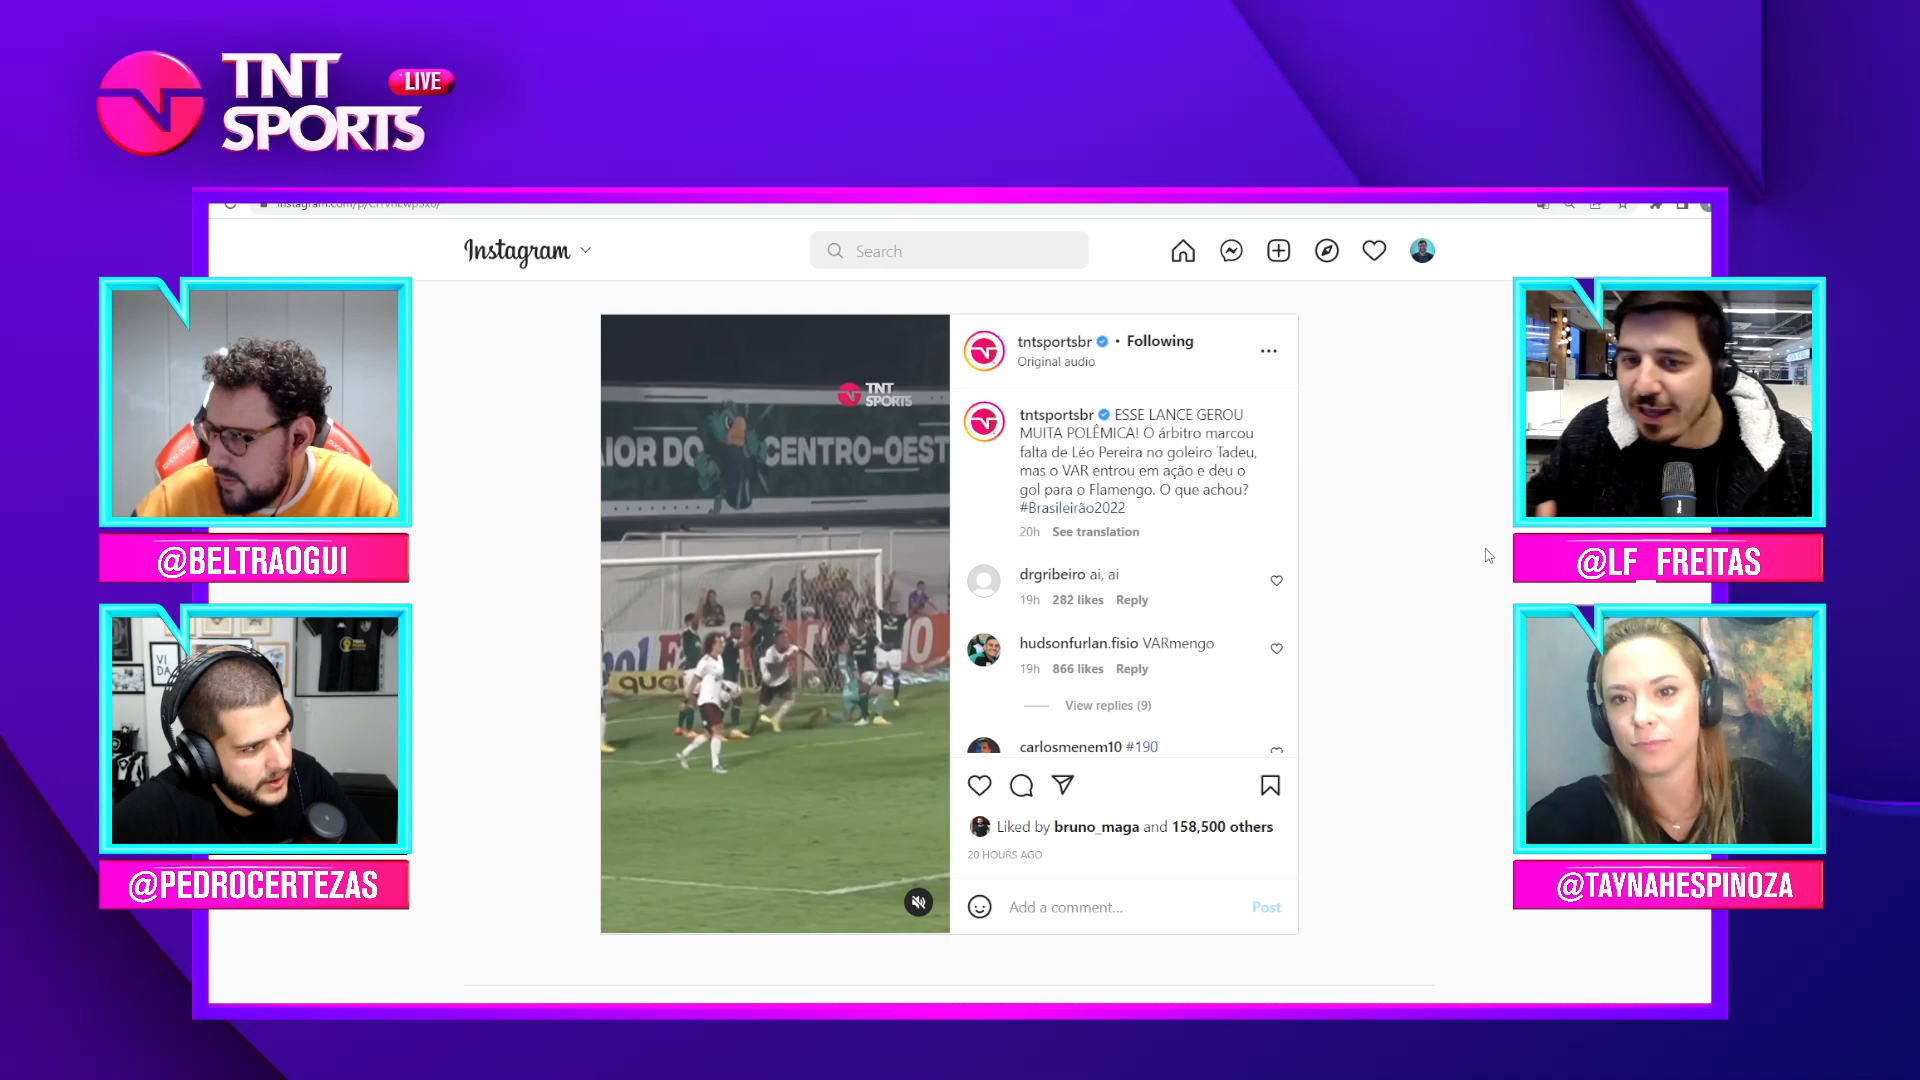 TNT
SPORTS
LIVE
Instagram
Search
@BELTRAOGUI
@PEDROCERTEZAS
@LF_FREITAS
@TAYNAHESPINOZA
TNT
SPORTS
IOR DO CENTRO-OEST
tntsportsbr • Following
Original audio
tntsportsbr ESSE LANCE GEROU
MUITA POLÊMICA! O árbitro marcou
falta de Léo Pereira no goleiro Tadeu,
mas o VAR entrou em ação e deu o
gol para o Flamengo. O que achou?
#Brasileirão2022
20h See translation
drgribeiro ai, ai
19h 282 likes Reply
hudsonfurlan.fisio VARmengo
19h 866 likes Reply
View replies (9)
carlosmenem10 #190
Liked by bruno_maga and 158,500 others
20 HOURS AGO
Add a comment...
Post